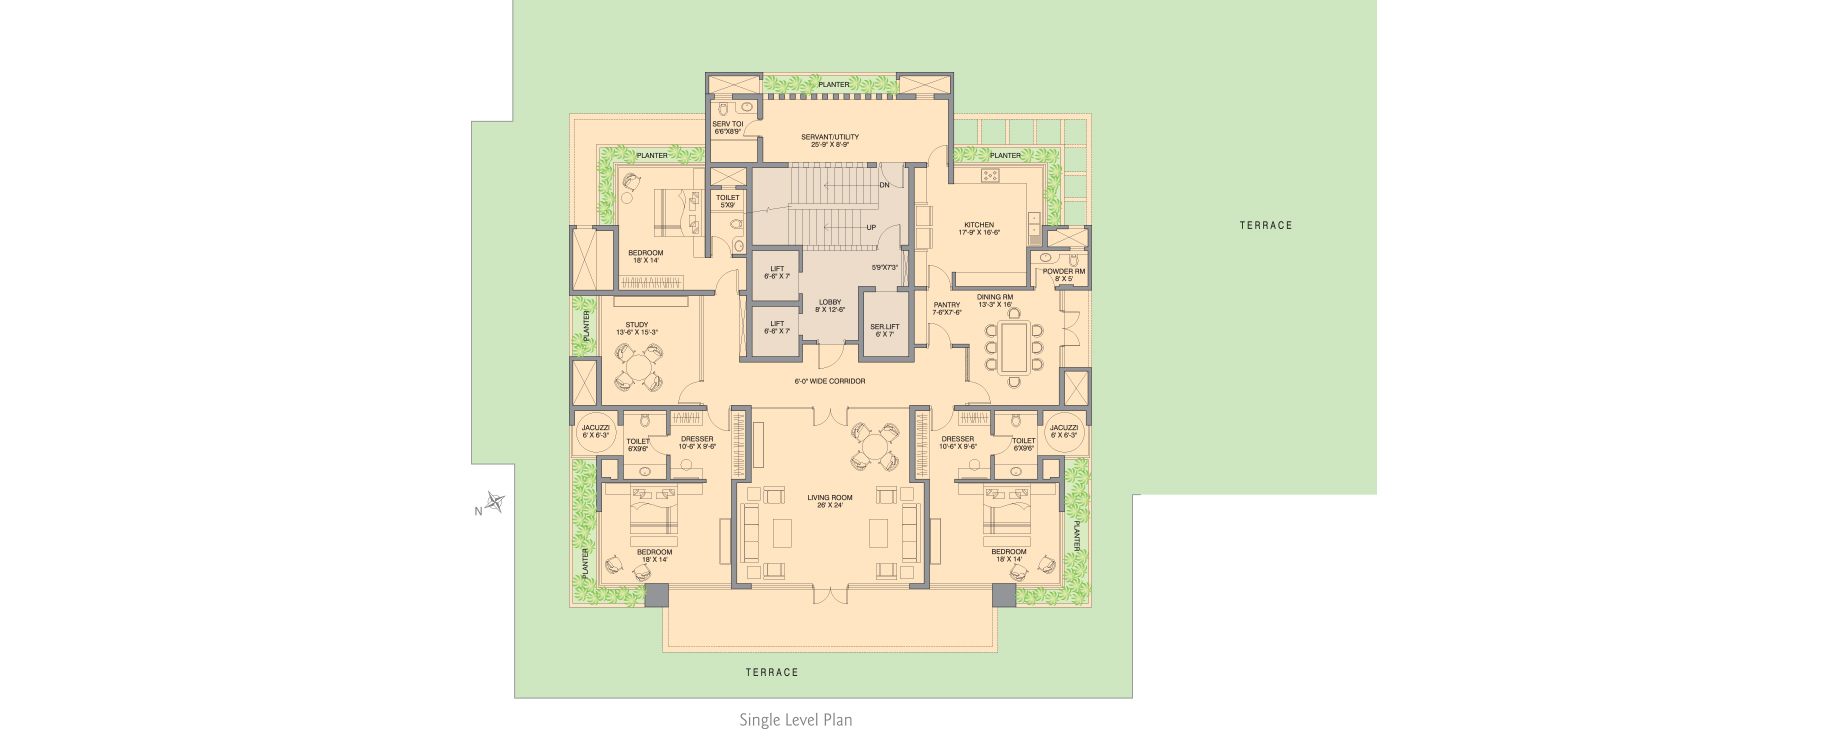 PLANTER
SERV TOI
6'6"X8'9"
SERVANT/UTILITY
25'-9" X 8'-9"
PLANTER
PLANTER
TOILET
5'X9'
DN
UP
KITCHEN
17'-9" X 16'-6"
TERRACE
BEDROOM
18' X 14'
LIFT
6'-6" X 7'
5'9"X7'3"
POWDER RM
8' X 5'
LOBBY
8' X 12'-6"
PANTRY
7'-6"X7'-6"
DINING RM
13'-3" X 16'
PLANTER
STUDY
13'-6" X 15'-3"
LIFT
6'-6" X 7'
SER.LIFT
6' X 7'
6'-0" WIDE CORRIDOR
JACUZZI
6' X 6'-3"
TOILET
6'X9'6"
DRESSER
10'-6" X 9'-6"
DRESSER
10'-6" X 9'-6"
TOILET
6'X9'6"
JACUZZI
6' X 6'-3"
LIVING ROOM
26' X 24'
N
PLANTER
BEDROOM
18' X 14'
BEDROOM
18' X 14'
PLANTER
TERRACE
Single Level Plan